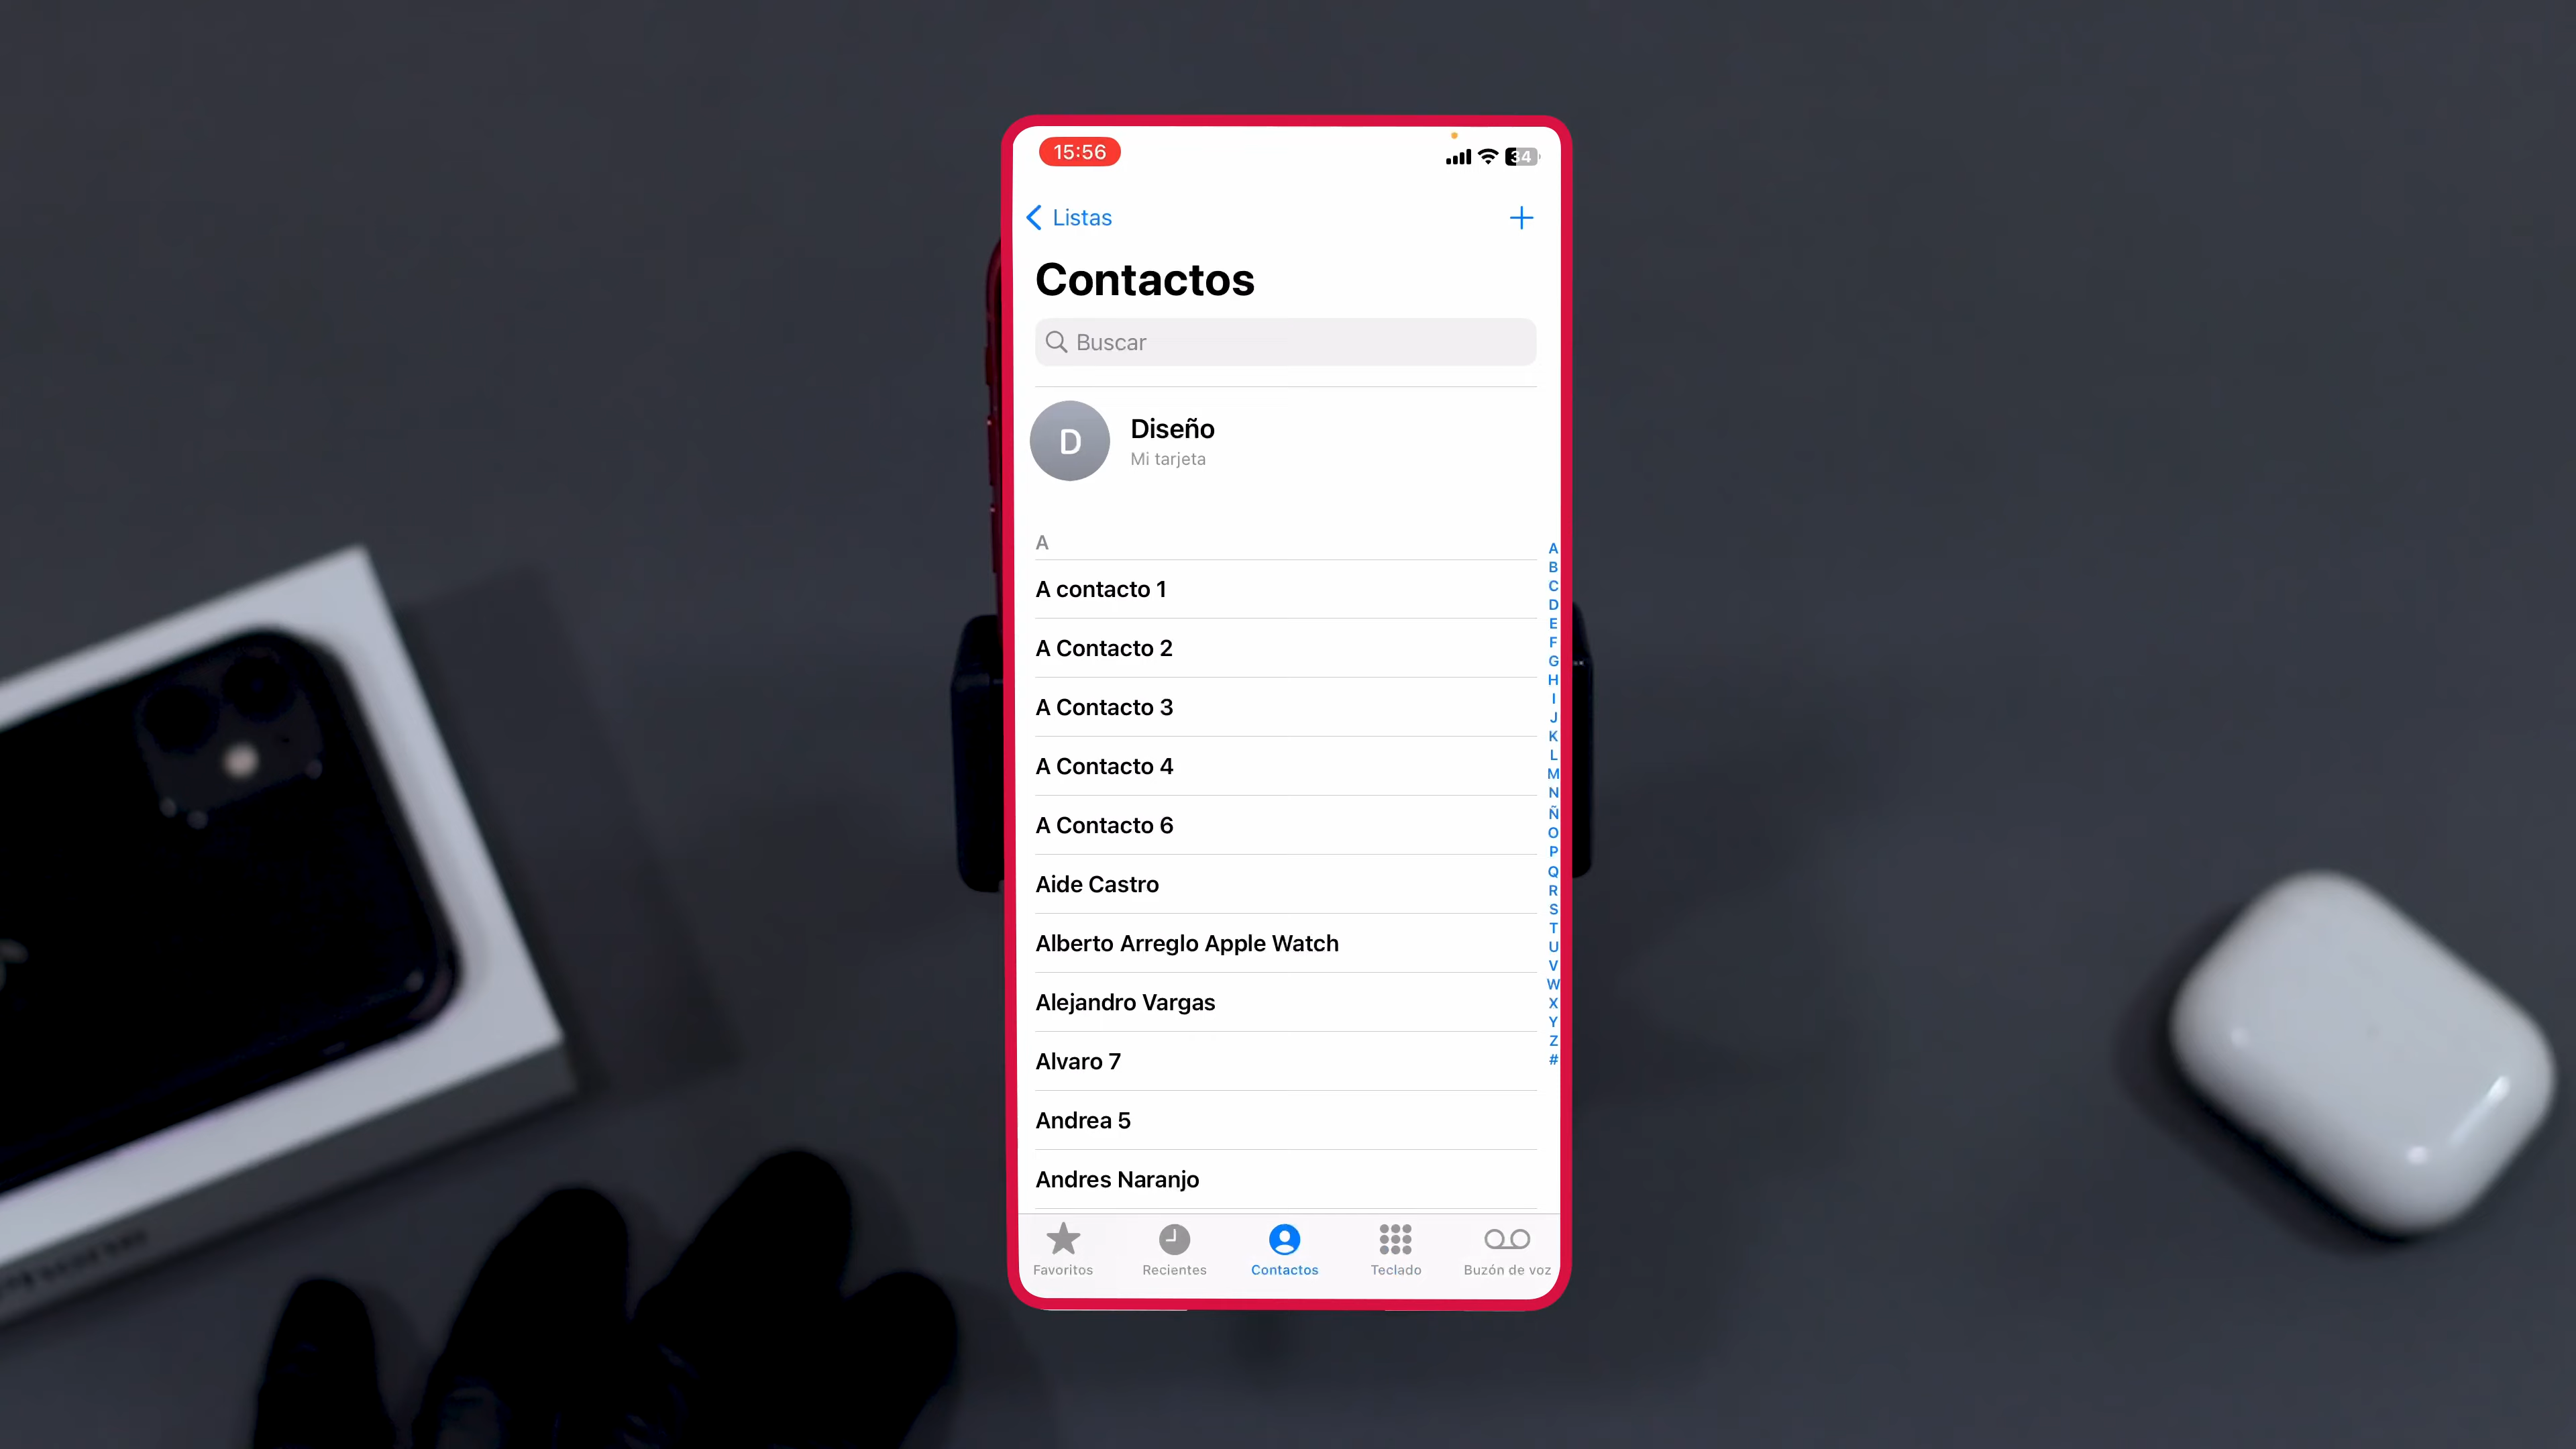 15:56
34
Listas
Contactos
Buscar
D
Diseño
Mi tarjeta
A
A contacto 1
A Contacto 2
A Contacto 3
A Contacto 4
A Contacto 6
Aide Castro
Alberto Arreglo Apple Watch
Alejandro Vargas
Alvaro 7
Andrea 5
Andres Naranjo
A
B
C
D
E
F
G
H
I
J
K
L
M
N
Ñ
O
P
Q
R
S
T
U
V
W
X
Y
Z
#
Favoritos
Recientes
Contactos
Teclado
Buzón de voz